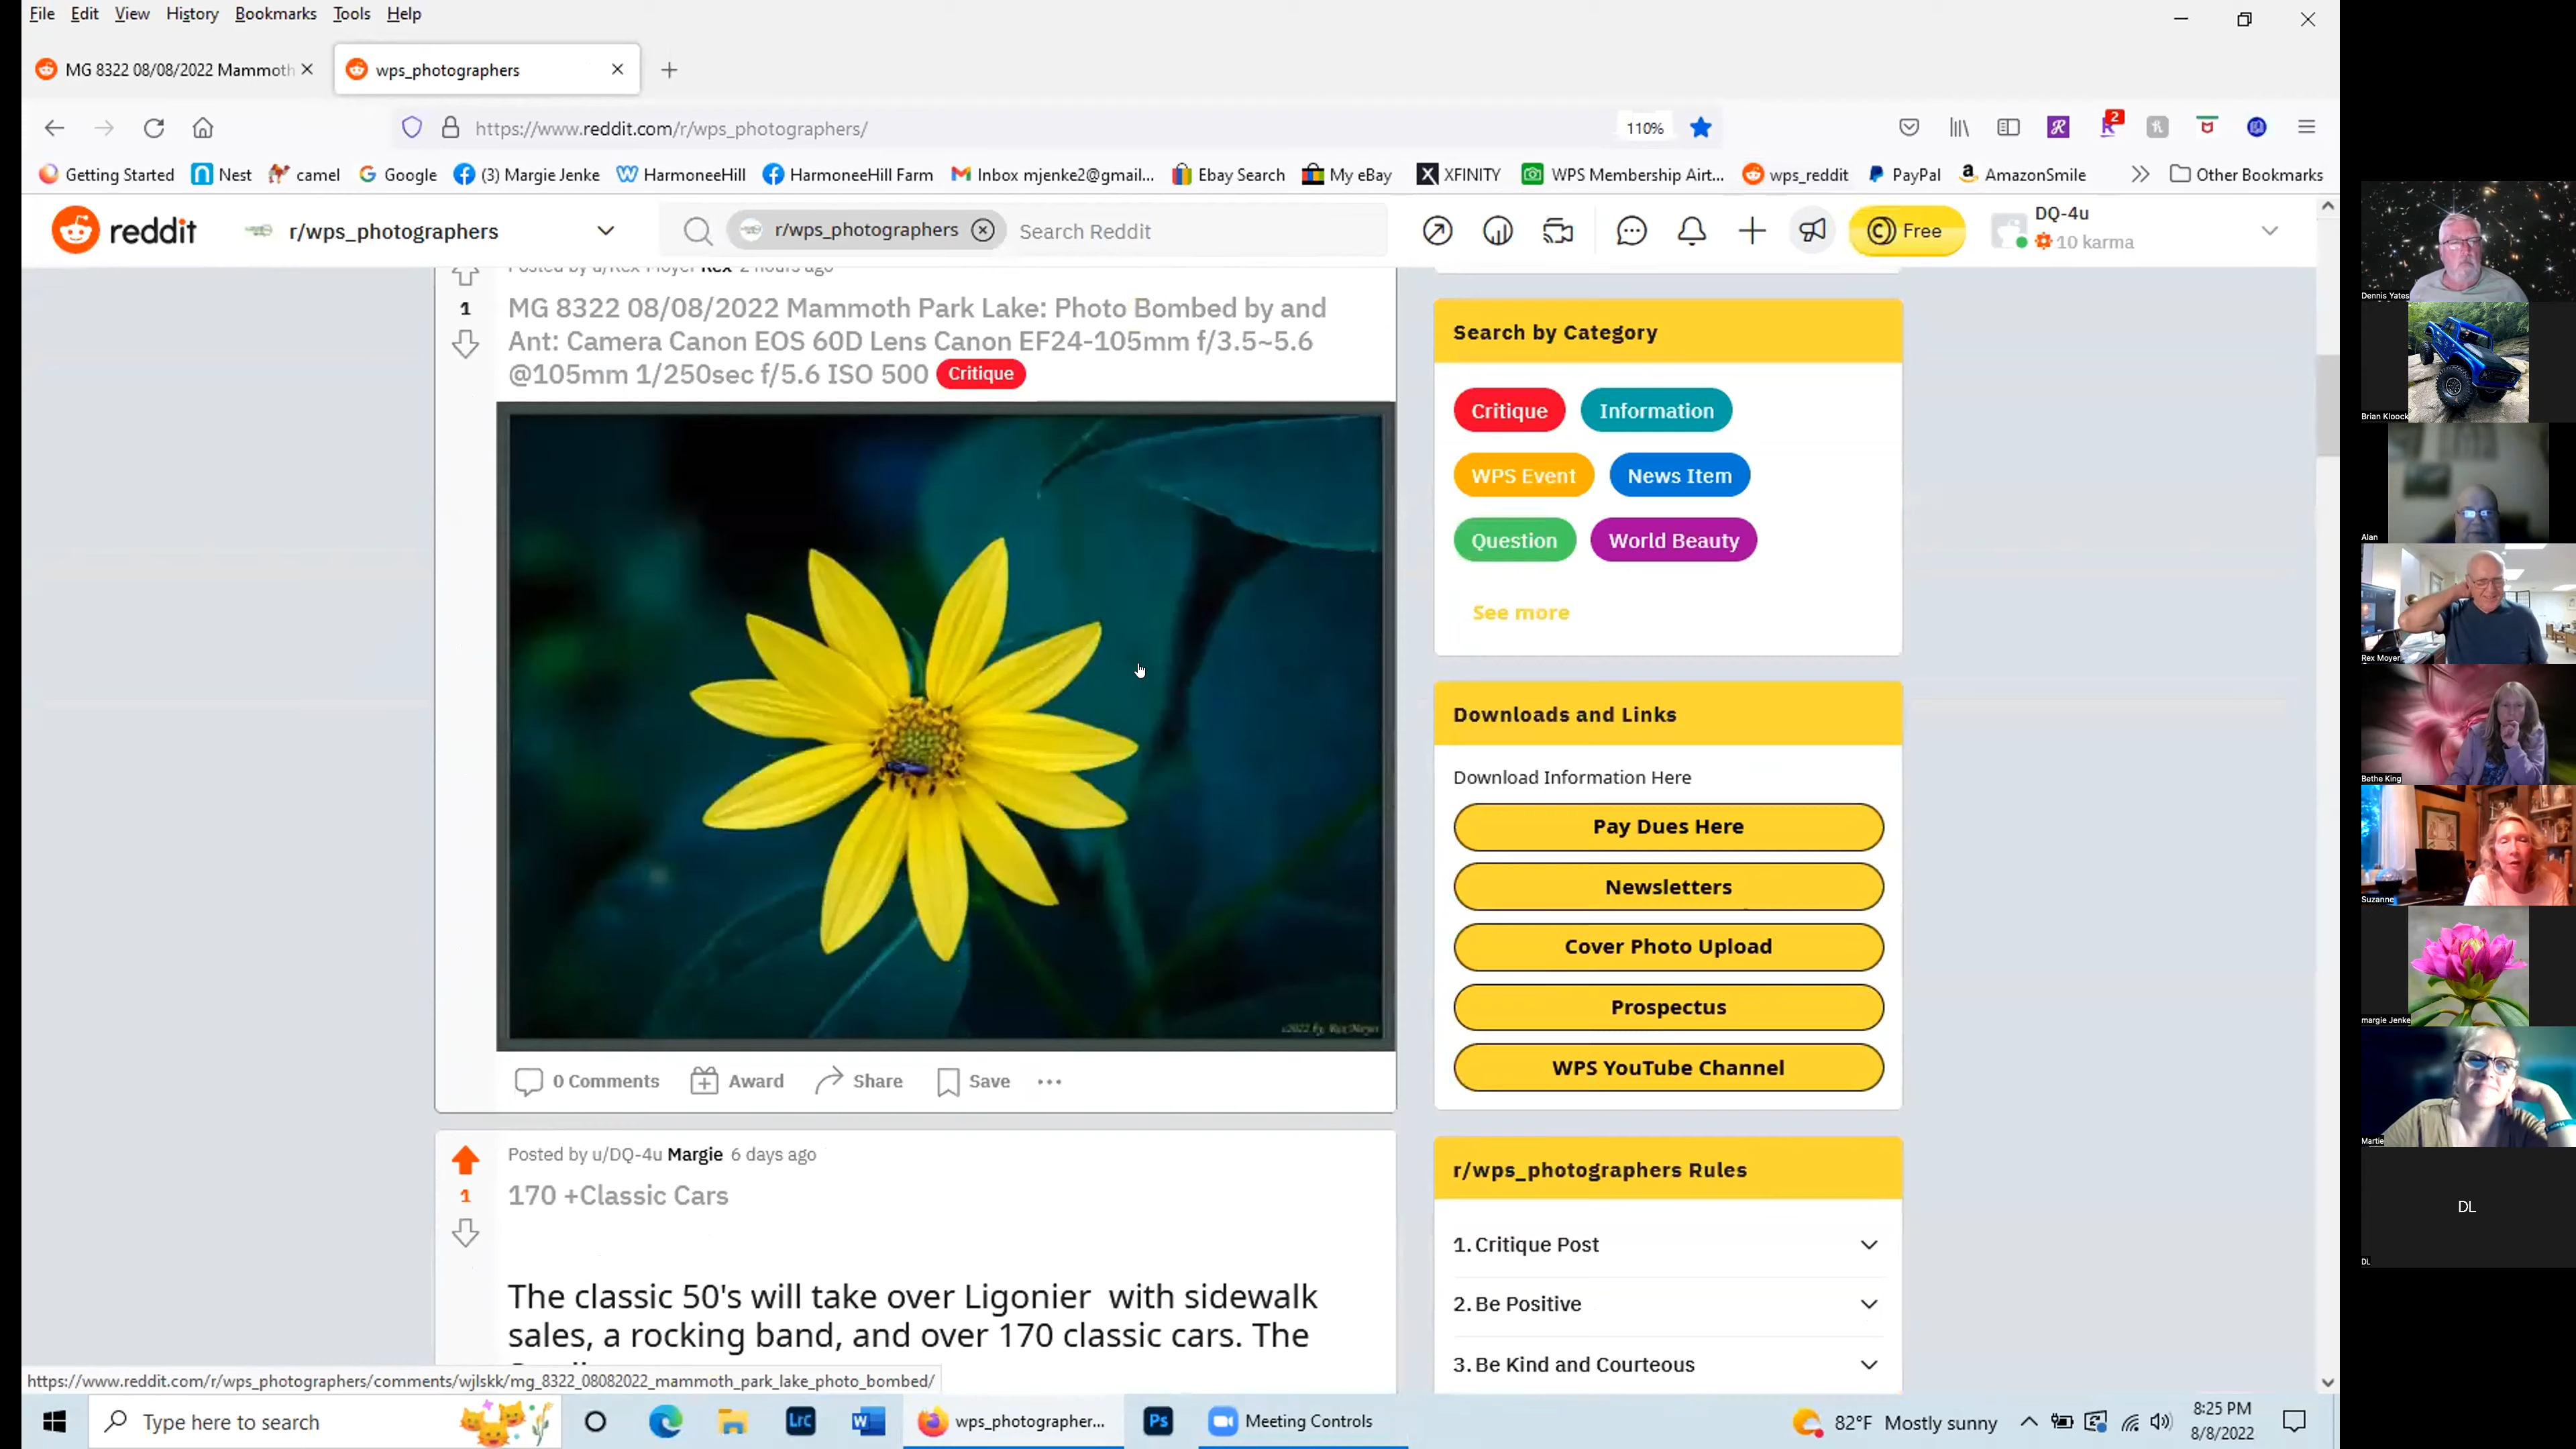 File Edit View History Bookmarks Tools Help
MG 8322 08/08/2022 Mammoth
wps_photographers
https://www.reddit.com/r/wps_photographers/
110%
2
Getting Started Nest camel Google (3) Margie Jenke HarmoneeHill HarmoneeHill Farm Inbox mjenke2@gmail... Ebay Search My eBay XFINITY WPS Membership Airt... wps_reddit PayPal AmazonSmile Other Bookmarks
reddit r/wps_photographers r/wps_photographers Search Reddit Free
DQ-4u
10 karma
1
MG 8322 08/08/2022 Mammoth Park Lake: Photo Bombed by and
Ant: Camera Canon EOS 60D Lens Canon EF24-105mm f/3.5~5.6
@105mm 1/250sec f/5.6 ISO 500 Critique
0 Comments Award Share Save
Posted by u/DQ-4u Margie 6 days ago
170 +Classic Cars
1
The classic 50's will take over Ligonier with sidewalk
sales, a rocking band, and over 170 classic cars. The
Search by Category
Critique Information
WPS Event News Item
Question World Beauty
See more
Downloads and Links
Download Information Here
Pay Dues Here
Newsletters
Cover Photo Upload
Prospectus
WPS YouTube Channel
r/wps_photographers Rules
1. Critique Post
2. Be Positive
3. Be Kind and Courteous
Dennis Yates
Brian Kloock
Alan
Rex Moyer
Bethe King
Suzanne
margie Jenke
Martie
DL
DL
https://www.reddit.com/r/wps_photographers/comments/wjlskk/mg_8322_08082022_mammoth_park_lake_photo_bombed/
Type here to search
Lrc
W
wps_photographer...
Ps
Meeting Controls
82°F Mostly sunny
8:25 PM
8/8/2022